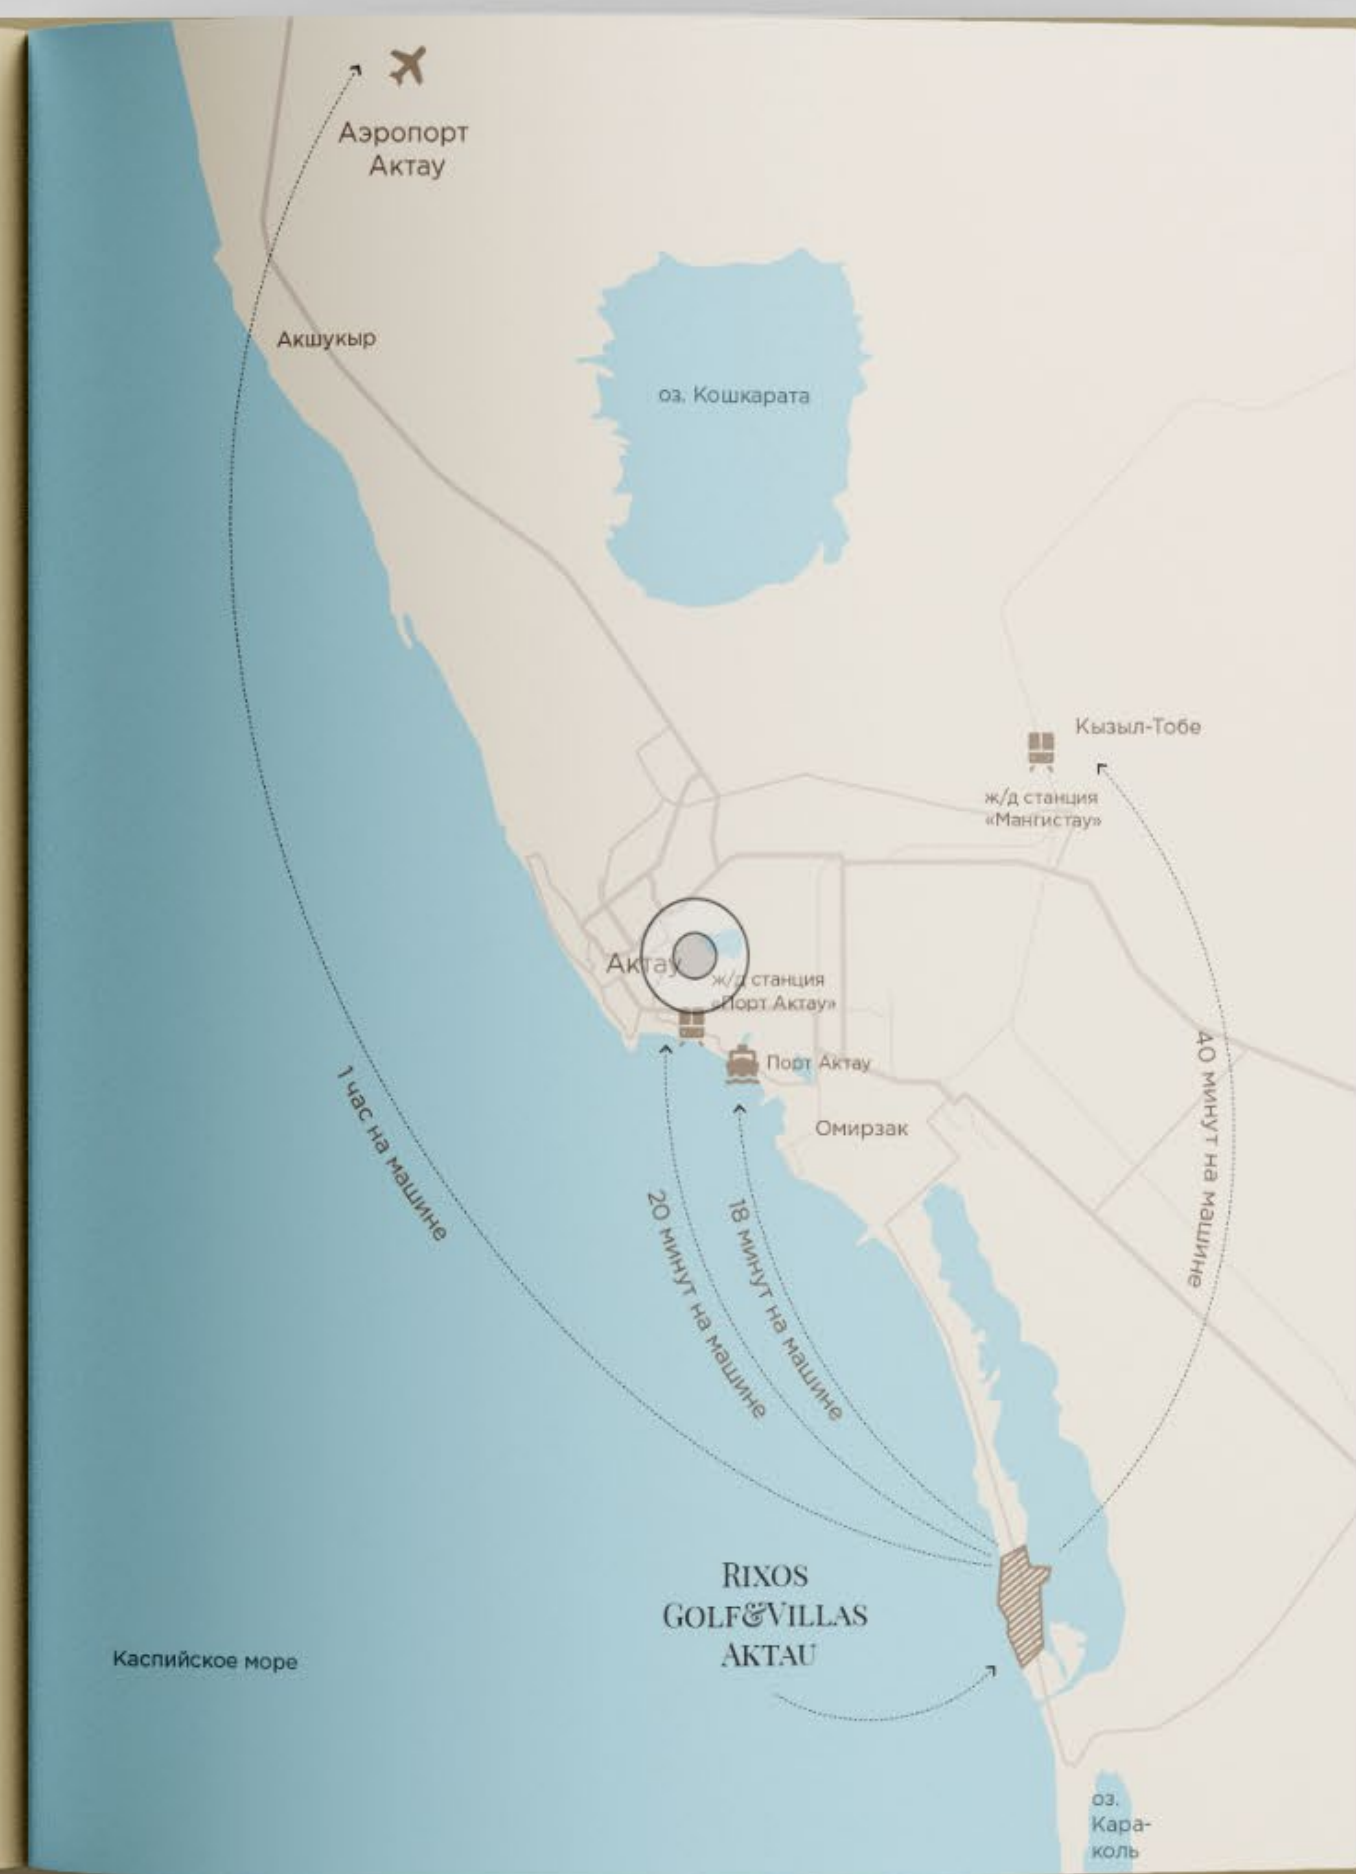 Аэропорт
Актау
Акшукыр
оз. Кошкарата
Кызыл-Тобе
ж/д станция
«Мангистау»
Актау
ж/д станция
«Порт Актау»
Порт Актау
Омирзак
1 час на машине
20 минут на машине
18 минут на машине
40 минут на машине
RIXOS
GOLF&VILLAS
AKTAU
Каспийское море
оз.
Кара-
коль